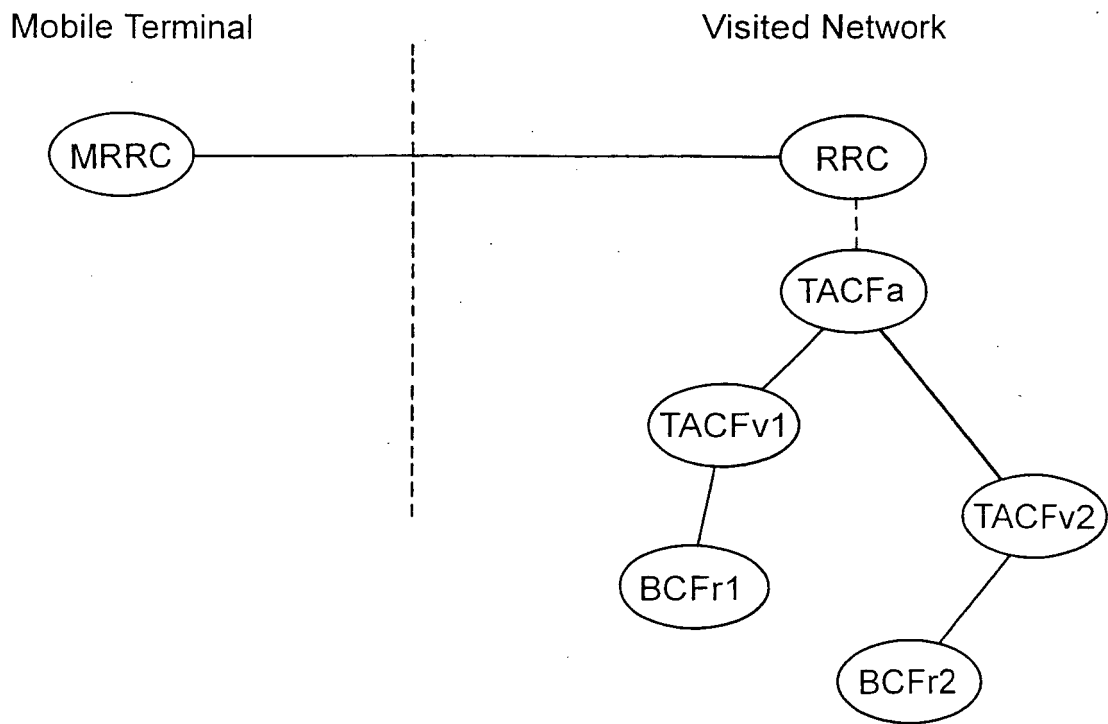 Mobile Terminal
Visited Network
MRRC
RRC
TACFa
TACFv1
TACFv2
BCFr1
BCFr2